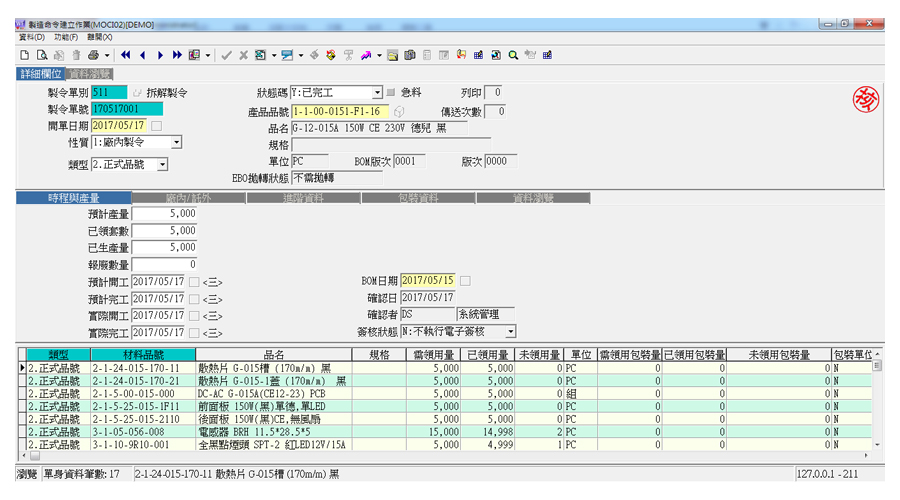 製造命令建立作業(MOCI02)[DEMO]
資料(D) 功能(F) 離開(X)
詳細欄位 資料瀏覽
製令單別 511 拆解製令 狀態碼 Y:已完工 急料 列印 0
製令單號 170517001 產品品號 1-1-00-0151-F1-16 傳送次數 0
開單日期 2017/05/17 品名 G-12-015A 150W CE 230V 德兒 黑
性質 1:廠內製令 規格
類型 2.正式品號 單位 PC BOM版次 0001 版次 0000
EBO拋轉狀態 不需拋轉
時程與產量 廠內/託外 進階資料 包裝資料 資料瀏覽
預計產量 5,000
已領套數 5,000
已生產量 5,000
報廢數量 0
預計開工 2017/05/17 <三> BOM日期 2017/05/15
預計完工 2017/05/17 <三> 確認日 2017/05/17
實際開工 2017/05/17 <三> 確認者 DS 系統管理
實際完工 2017/05/17 <三> 簽核狀態 N:不執行電子簽核
類型 材料品號 品名 規格 需領用量 已領用量 未領用量 單位 需領用包裝量 已領用包裝量 未領用包裝量 包裝單位
2.正式品號 2-1-24-015-170-11 散熱片 G-015槽 (170m/m) 黑 5,000 5,000 0 PC 0 0 0 N
2.正式品號 2-1-24-015-170-21 散熱片 G-015-1蓋 (170m/m) 黑 5,000 5,000 0 PC 0 0 0 N
2.正式品號 2-1-5-00-015-000 DC-AC G-015A(CE12-23) PCB 5,000 5,000 0 組 0 0 0 N
2.正式品號 2-1-5-25-015-1F11 前面板 150W(黑)單德,單LED 5,000 5,000 0 PC 0 0 0 N
2.正式品號 2-1-5-25-015-2110 後面板 150W(黑)CE,無風扇 5,000 5,000 0 PC 0 0 0 N
2.正式品號 3-1-05-056-008 電感器 BRH 11.5*28.5*5 15,000 14,998 2 PC 0 0 0 N
2.正式品號 3-1-10-9R10-001 全黑點煙頭 SPT-2 紅LED12V/15A 5,000 4,999 1 PC 0 0 0 N
瀏覽 單身資料筆數: 17 2-1-24-015-170-11 散熱片 G-015槽 (170m/m) 黑 127.0.0.1 - 211